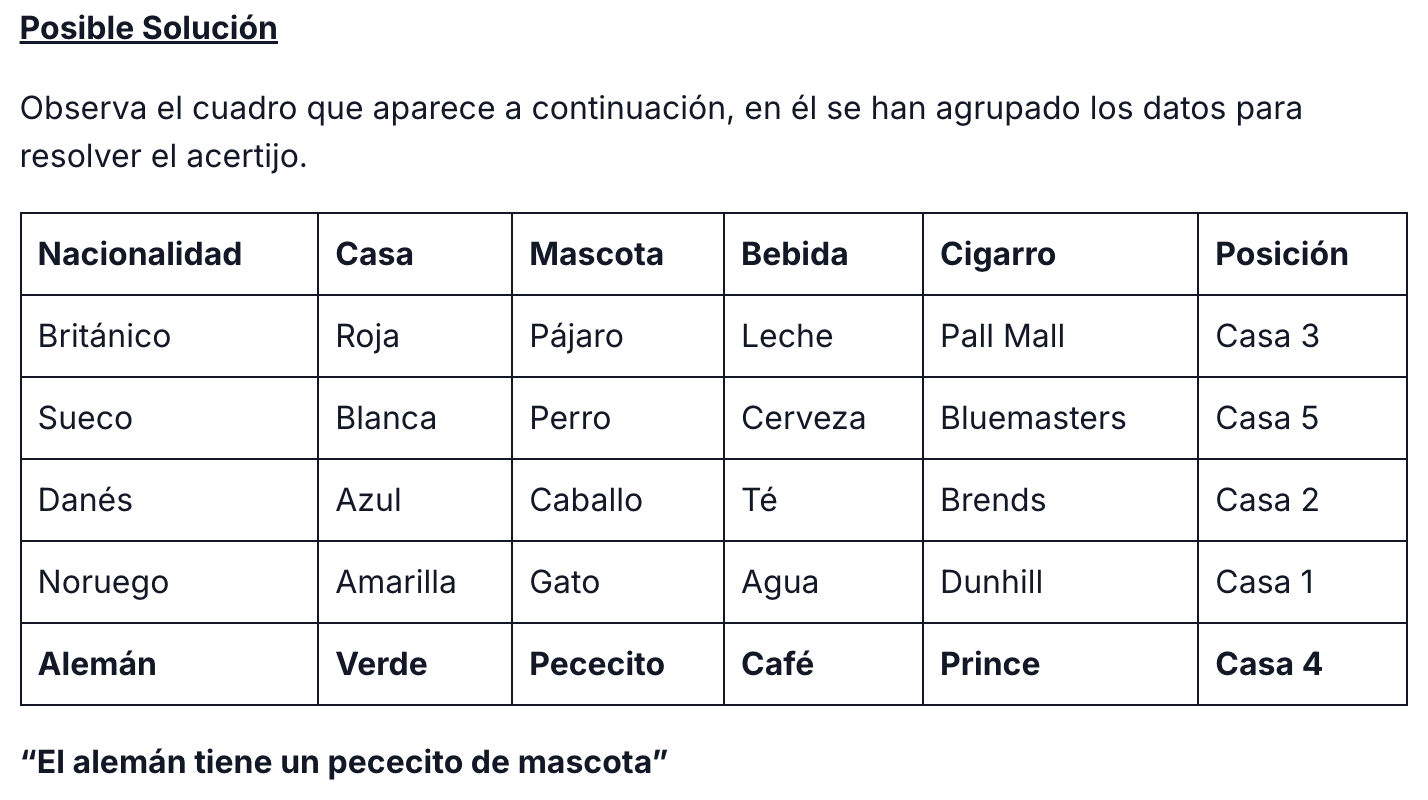 Posible Solución
Observa el cuadro que aparece a continuación, en él se han agrupado los datos para
resolver el acertijo.
Nacionalidad Casa Mascota Bebida Cigarro Posición
Británico Roja Pájaro Leche Pall Mall Casa 3
Sueco Blanca Perro Cerveza Bluemasters Casa 5
Danés Azul Caballo Té Brends Casa 2
Noruego Amarilla Gato Agua Dunhill Casa 1
Alemán Verde Pececito Café Prince Casa 4
“El alemán tiene un pececito de mascota”